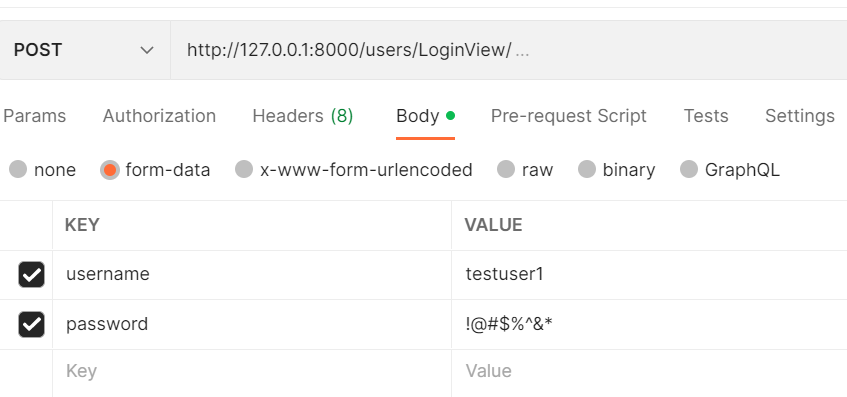 POST http://127.0.0.1:8000/users/LoginView/ ...
Params Authorization Headers (8) Body Pre-request Script Tests Settings
none form-data x-www-form-urlencoded raw binary GraphQL
KEY VALUE
username testuser1
password !@#$%^&*
Key Value